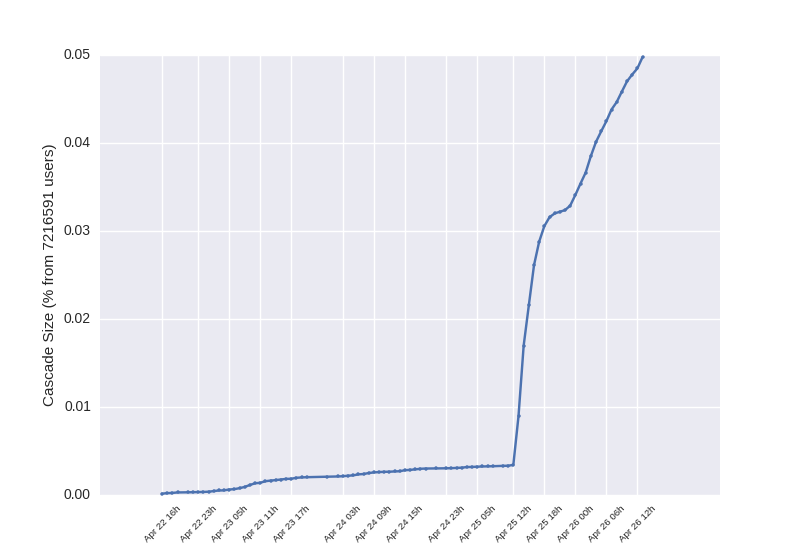 Cascade Size (% from 7216591 users)
0.05
0.04
0.03
0.02
0.01
0.00
Apr 22 16h
Apr 22 23h
Apr 23 05h
Apr 23 11h
Apr 23 17h
Apr 24 03h
Apr 24 09h
Apr 24 15h
Apr 24 23h
Apr 25 05h
Apr 25 12h
Apr 25 18h
Apr 26 00h
Apr 26 06h
Apr 26 12h